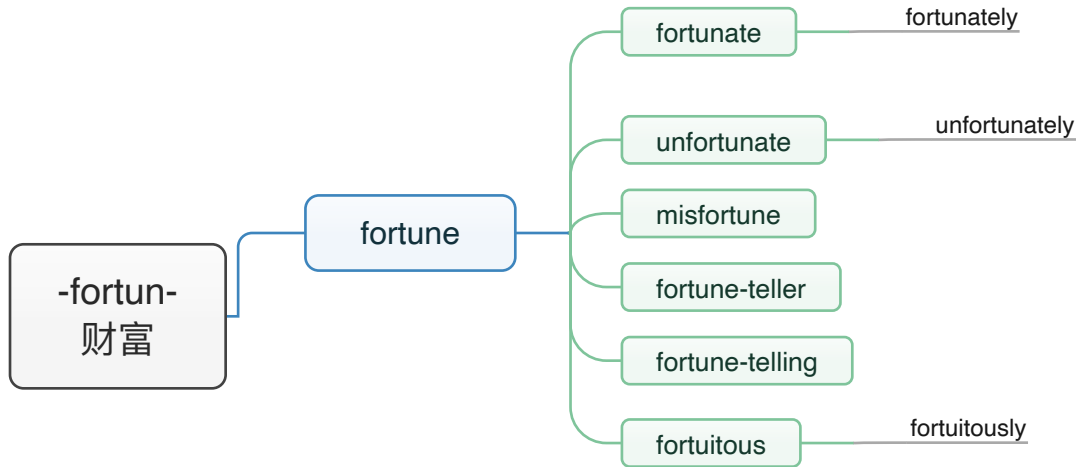 -fortun-
财富
fortune
fortunate
fortunately
unfortunate
unfortunately
misfortune
fortune-teller
fortune-telling
fortuitous
fortuitously